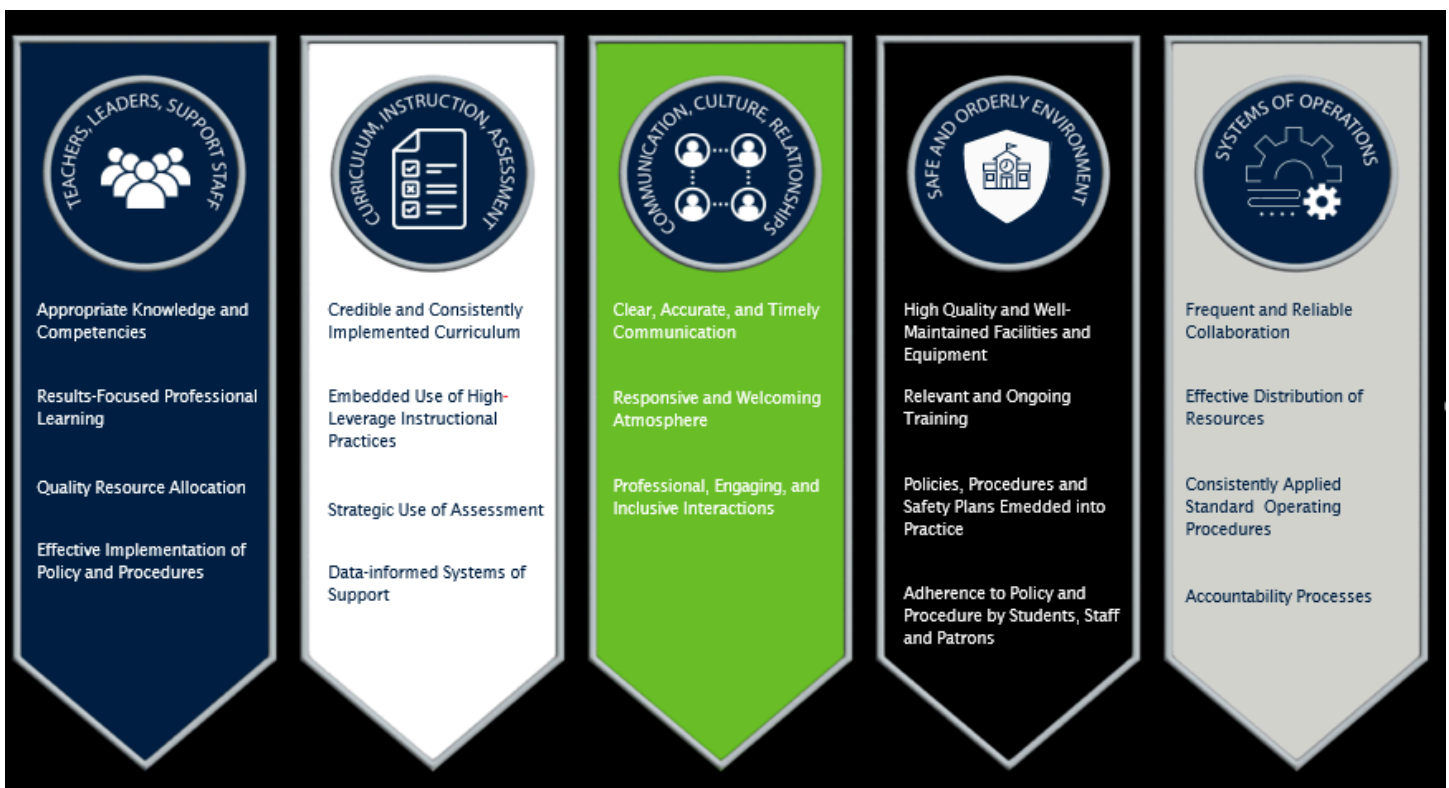 TEACHERS, LEADERS, SUPPORT STAFF
Appropriate Knowledge and
Competencies
Results-Focused Professional
Learning
Quality Resource Allocation
Effective Implementation of
Policy and Procedures
CURRICULUM, INSTRUCTION, ASSESSMENT
Credible and Consistently
Implemented Curriculum
Embedded Use of High-
Leverage Instructional
Practices
Strategic Use of Assessment
Data-informed Systems of
Support
COMMUNICATION, CULTURE, RELATIONSHIPS
Clear, Accurate, and Timely
Communication
Responsive and Welcoming
Atmosphere
Professional, Engaging, and
Inclusive Interactions
SAFE AND ORDERLY ENVIRONMENT
High Quality and Well-
Maintained Facilities and
Equipment
Relevant and Ongoing
Training
Policies, Procedures and
Safety Plans Emedded into
Practice
Adherence to Policy and
Procedure by Students, Staff
and Patrons
SYSTEMS OF OPERATIONS
Frequent and Reliable
Collaboration
Effective Distribution of
Resources
Consistently Applied
Standard  Operating
Procedures
Accountability Processes